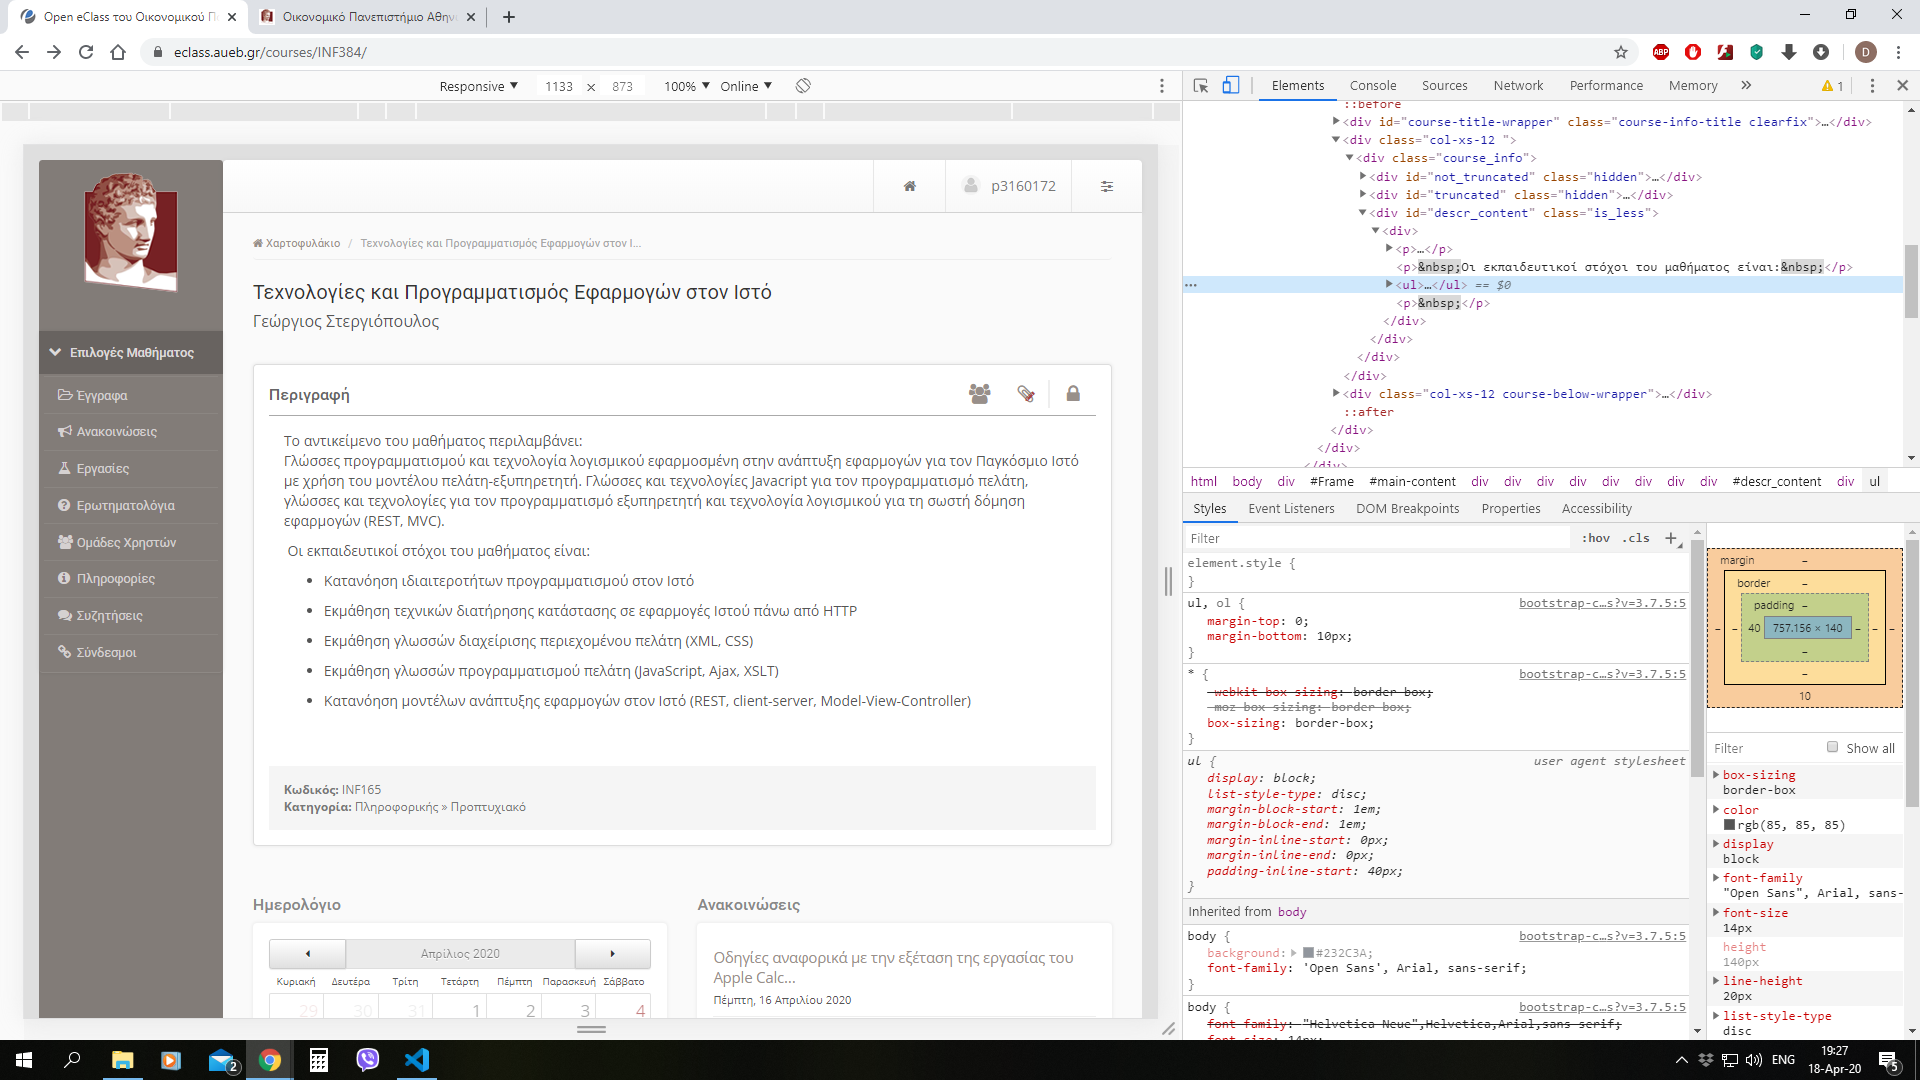 Open eClass του Οικονομικού Π
Οικονομικό Πανεπιστήμιο Αθην
eclass.aueb.gr/courses/INF384/
ABP
D
Responsive ▼ 1133 × 873 100% ▼ Online ▼
Elements Console Sources Network Performance Memory » 1
p3160172
Χαρτοφυλάκιο / Τεχνολογίες και Προγραμματισμός Εφαρμογών στον Ι...
Τεχνολογίες και Προγραμματισμός Εφαρμογών στον Ιστό
Γεώργιος Στεργιόπουλος
Επιλογές Μαθήματος
Έγγραφα
Ανακοινώσεις
Εργασίες
Ερωτηματολόγια
Ομάδες Χρηστών
Πληροφορίες
Συζητήσεις
Σύνδεσμοι
Περιγραφή
Το αντικείμενο του μαθήματος περιλαμβάνει:
Γλώσσες προγραμματισμού και τεχνολογία λογισμικού εφαρμοσμένη στην ανάπτυξη εφαρμογών για τον Παγκόσμιο Ιστό
με χρήση του μοντέλου πελάτη-εξυπηρετητή. Γλώσσες και τεχνολογίες Javascript για τον προγραμματισμό πελάτη,
γλώσσες και τεχνολογίες για τον προγραμματισμό εξυπηρετητή και τεχνολογία λογισμικού για τη σωστή δόμηση
εφαρμογών (REST, MVC).
Οι εκπαιδευτικοί στόχοι του μαθήματος είναι:
• Κατανόηση ιδιαιτεροτήτων προγραμματισμού στον Ιστό
• Εκμάθηση τεχνικών διατήρησης κατάστασης σε εφαρμογές Ιστού πάνω από HTTP
• Εκμάθηση γλωσσών διαχείρισης περιεχομένου πελάτη (XML, CSS)
• Εκμάθηση γλωσσών προγραμματισμού πελάτη (JavaScript, Ajax, XSLT)
• Κατανόηση μοντέλων ανάπτυξης εφαρμογών στον Ιστό (REST, client-server, Model-View-Controller)
Κωδικός: INF165
Κατηγορία: Πληροφορικής » Προπτυχιακό
Ημερολόγιο
Απρίλιος 2020
Κυριακή Δευτέρα Τρίτη Τετάρτη Πέμπτη Παρασκευή Σάββατο
29 30 31 1 2 3 4
Ανακοινώσεις
Οδηγίες αναφορικά με την εξέταση της εργασίας του
Apple Calc...
Πέμπτη, 16 Απριλίου 2020
::before
<div id="course-title-wrapper" class="course-info-title clearfix">…</div>
<div class="col-xs-12 ">
<div class="course_info">
<div id="not_truncated" class="hidden">…</div>
<div id="truncated" class="hidden">…</div>
<div id="descr_content" class="is_less">
<div>
<p>…</p>
<p>&nbsp;Οι εκπαιδευτικοί στόχοι του μαθήματος είναι:&nbsp;</p>
<ul>…</ul> == $0
<p>&nbsp;</p>
</div>
</div>
</div>
</div>
<div class="col-xs-12 course-below-wrapper">…</div>
::after
</div>
</div>
</div>
html body div #Frame #main-content div div div div div div div div #descr_content div ul
Styles Event Listeners DOM Breakpoints Properties Accessibility
Filter :hov .cls +
element.style {
}
ul, ol { bootstrap-c…s?v=3.7.5:5
margin-top: 0;
margin-bottom: 10px;
}
* { bootstrap-c…s?v=3.7.5:5
-webkit-box-sizing: border-box;
-moz-box-sizing: border-box;
box-sizing: border-box;
}
ul { user agent stylesheet
display: block;
list-style-type: disc;
margin-block-start: 1em;
margin-block-end: 1em;
margin-inline-start: 0px;
margin-inline-end: 0px;
padding-inline-start: 40px;
}
Inherited from body
body { bootstrap-c…s?v=3.7.5:5
background: #232C3A;
font-family: 'Open Sans', Arial, sans-serif;
}
body { bootstrap-c…s?v=3.7.5:5
font-family: "Helvetica Neue",Helvetica,Arial,sans-serif;
font-size: 14px;
margin –
border –
padding –
– – 40 757.156 × 140 – – –
–
–
10
Filter Show all
box-sizing
border-box
color
rgb(85, 85, 85)
display
block
font-family
"Open Sans", Arial, sans-
font-size
14px
height
140px
line-height
20px
list-style-type
disc
2
ENG
19:27
18-Apr-20
5